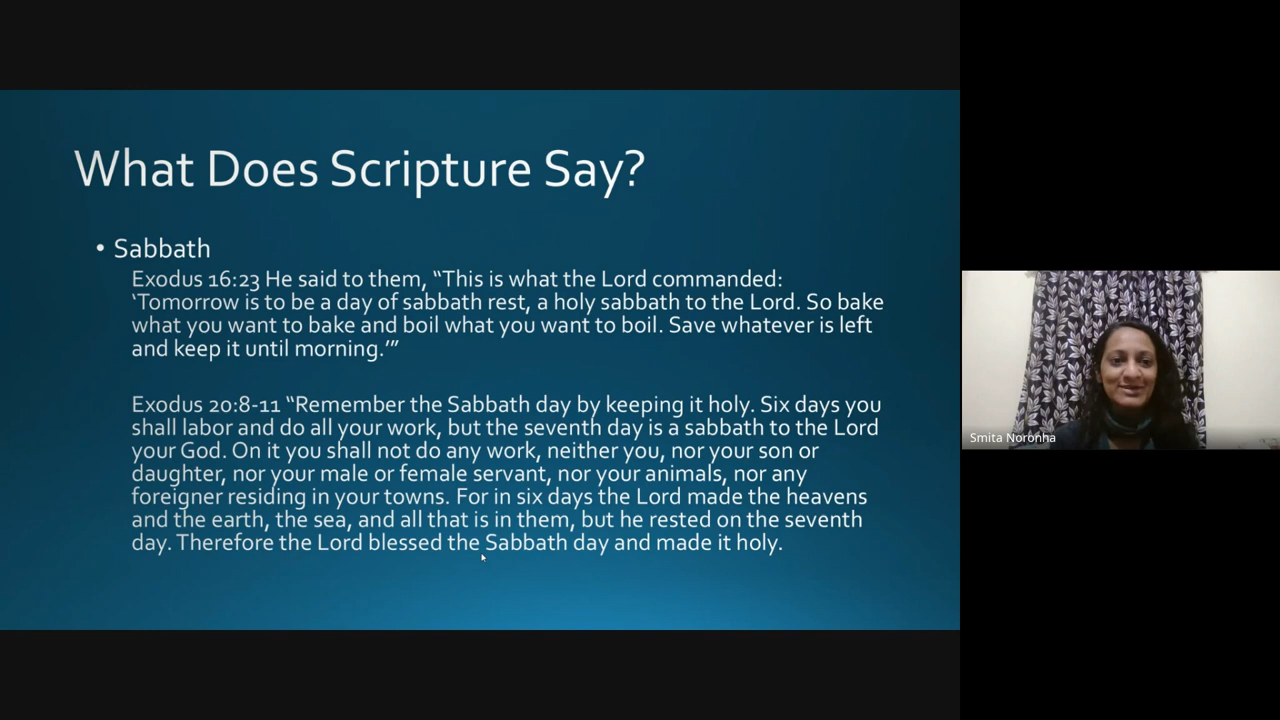 What Does Scripture Say?
• Sabbath
Exodus 16:23 He said to them, “This is what the Lord commanded:
‘Tomorrow is to be a day of sabbath rest, a holy sabbath to the Lord. So bake
what you want to bake and boil what you want to boil. Save whatever is left
and keep it until morning.’”
Exodus 20:8-11 “Remember the Sabbath day by keeping it holy. Six days you
shall labor and do all your work, but the seventh day is a sabbath to the Lord
your God. On it you shall not do any work, neither you, nor your son or
daughter, nor your male or female servant, nor your animals, nor any
foreigner residing in your towns. For in six days the Lord made the heavens
and the earth, the sea, and all that is in them, but he rested on the seventh
day. Therefore the Lord blessed the Sabbath day and made it holy.
Smita Noronha